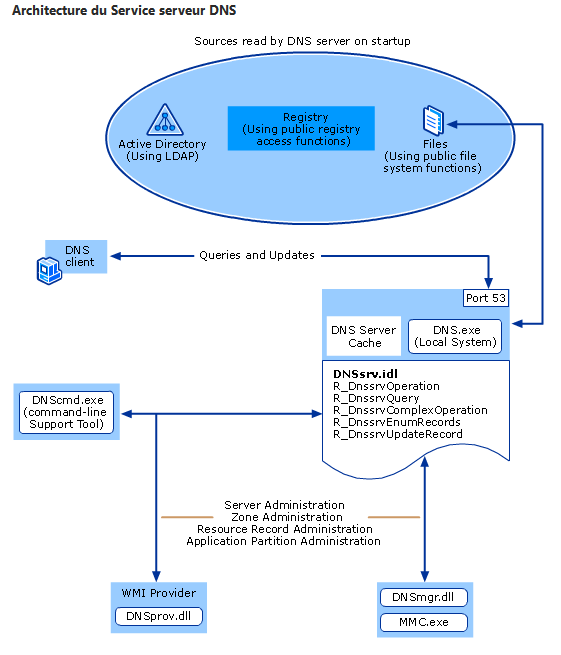 Architecture du Service serveur DNS
Sources read by DNS server on startup
Active Directory
(Using LDAP)
Registry
(Using public registry
access functions)
Files
(Using public file
system functions)
DNS
client
Queries and Updates
Port 53
DNS Server
Cache
DNS.exe
(Local System)
DNSsrv.idl
R_DnssrvOperation
R_DnssrvQuery
R_DnssrvComplexOperation
R_DnssrvEnumRecords
R_DnssrvUpdateRecord
DNScmd.exe
(command-line
Support Tool)
Server Administration
Zone Administration
Resource Record Administration
Application Partition Administration
WMI Provider
DNSprov.dll
DNSmgr.dll
MMC.exe